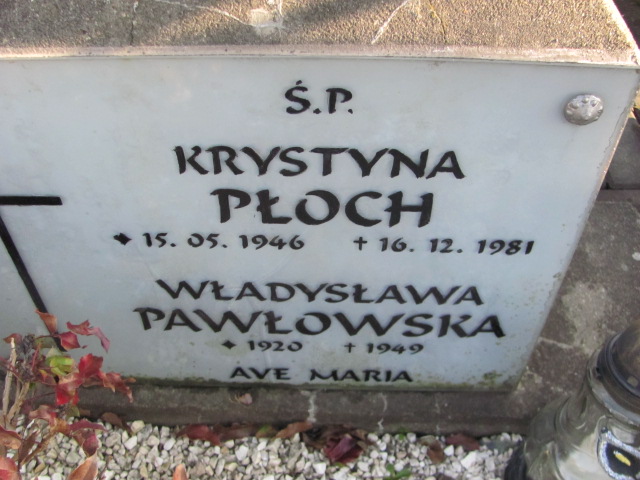 Ś.P.
KRYSTYNA
PŁOCH
* 15. 05. 1946 † 16. 12. 1981
WŁADYSŁAWA
PAWŁOWSKA
* 1920 † 1949
AVE MARIA